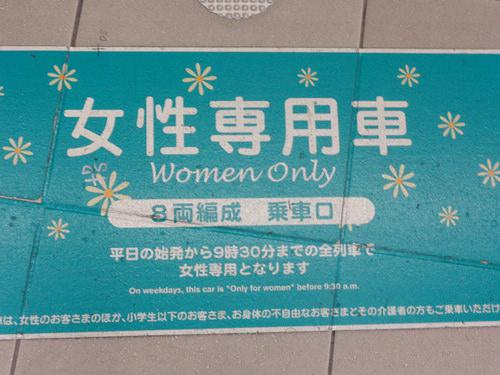 女性専用車
Women Only
8両編成 乗車口
平日の始発から9時30分までの全列車で
女性専用となります
On weekdays, this car is "Only for women" before 9:30 a.m.
は、女性のお客さまのほか、小学生以下のお客さま、お身体の不自由なお客さまとその介護者の方もご乗車いただけ